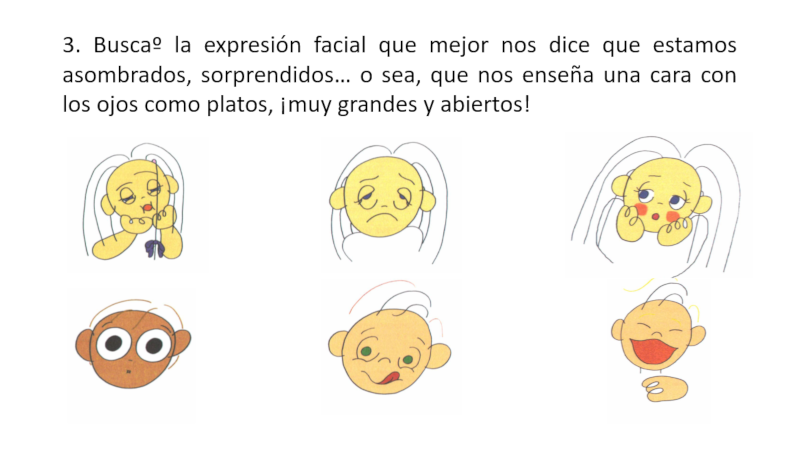 3. Buscaº la expresión facial que mejor nos dice que estamos
asombrados, sorprendidos... o sea, que nos enseña una cara con
los ojos como platos, ¡muy grandes y abiertos!